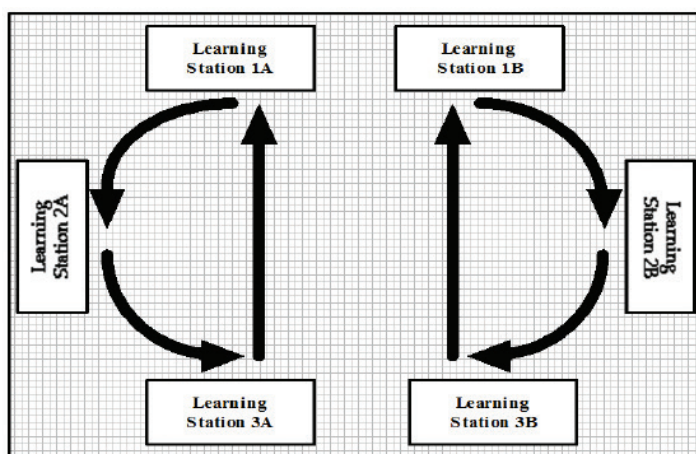 Learning
Station 1A
Learning
Station 1B
Learning
Station 2A
Learning
Station 2B
Learning
Station 3A
Learning
Station 3B